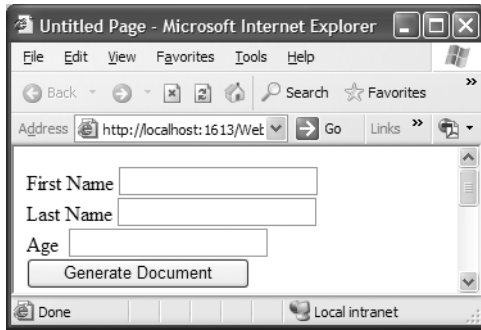 Untitled Page - Microsoft Internet Explorer
File Edit View Favorites Tools Help
Back Search Favorites »
Address http://localhost:1613/Wet Go Links »
First Name
Last Name
Age
Generate Document
Done Local intranet